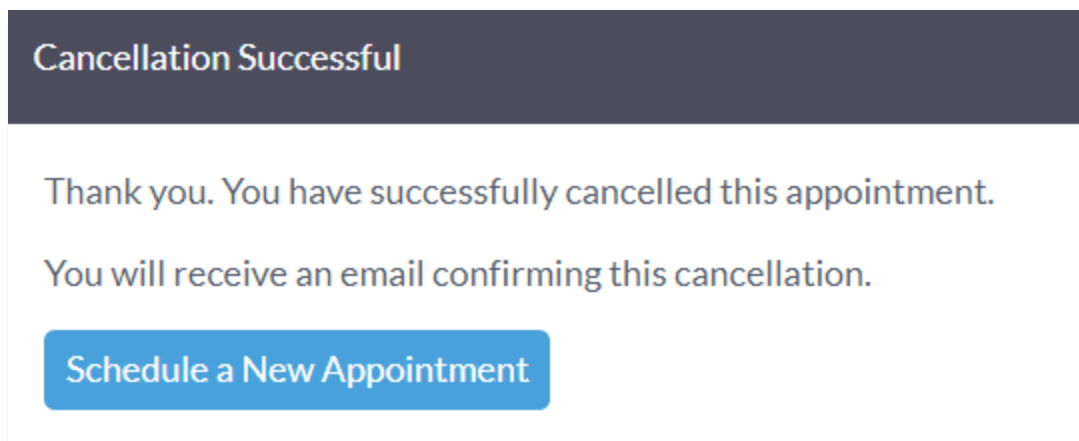 Cancellation Successful
Thank you. You have successfully cancelled this appointment.
You will receive an email confirming this cancellation.
Schedule a New Appointment